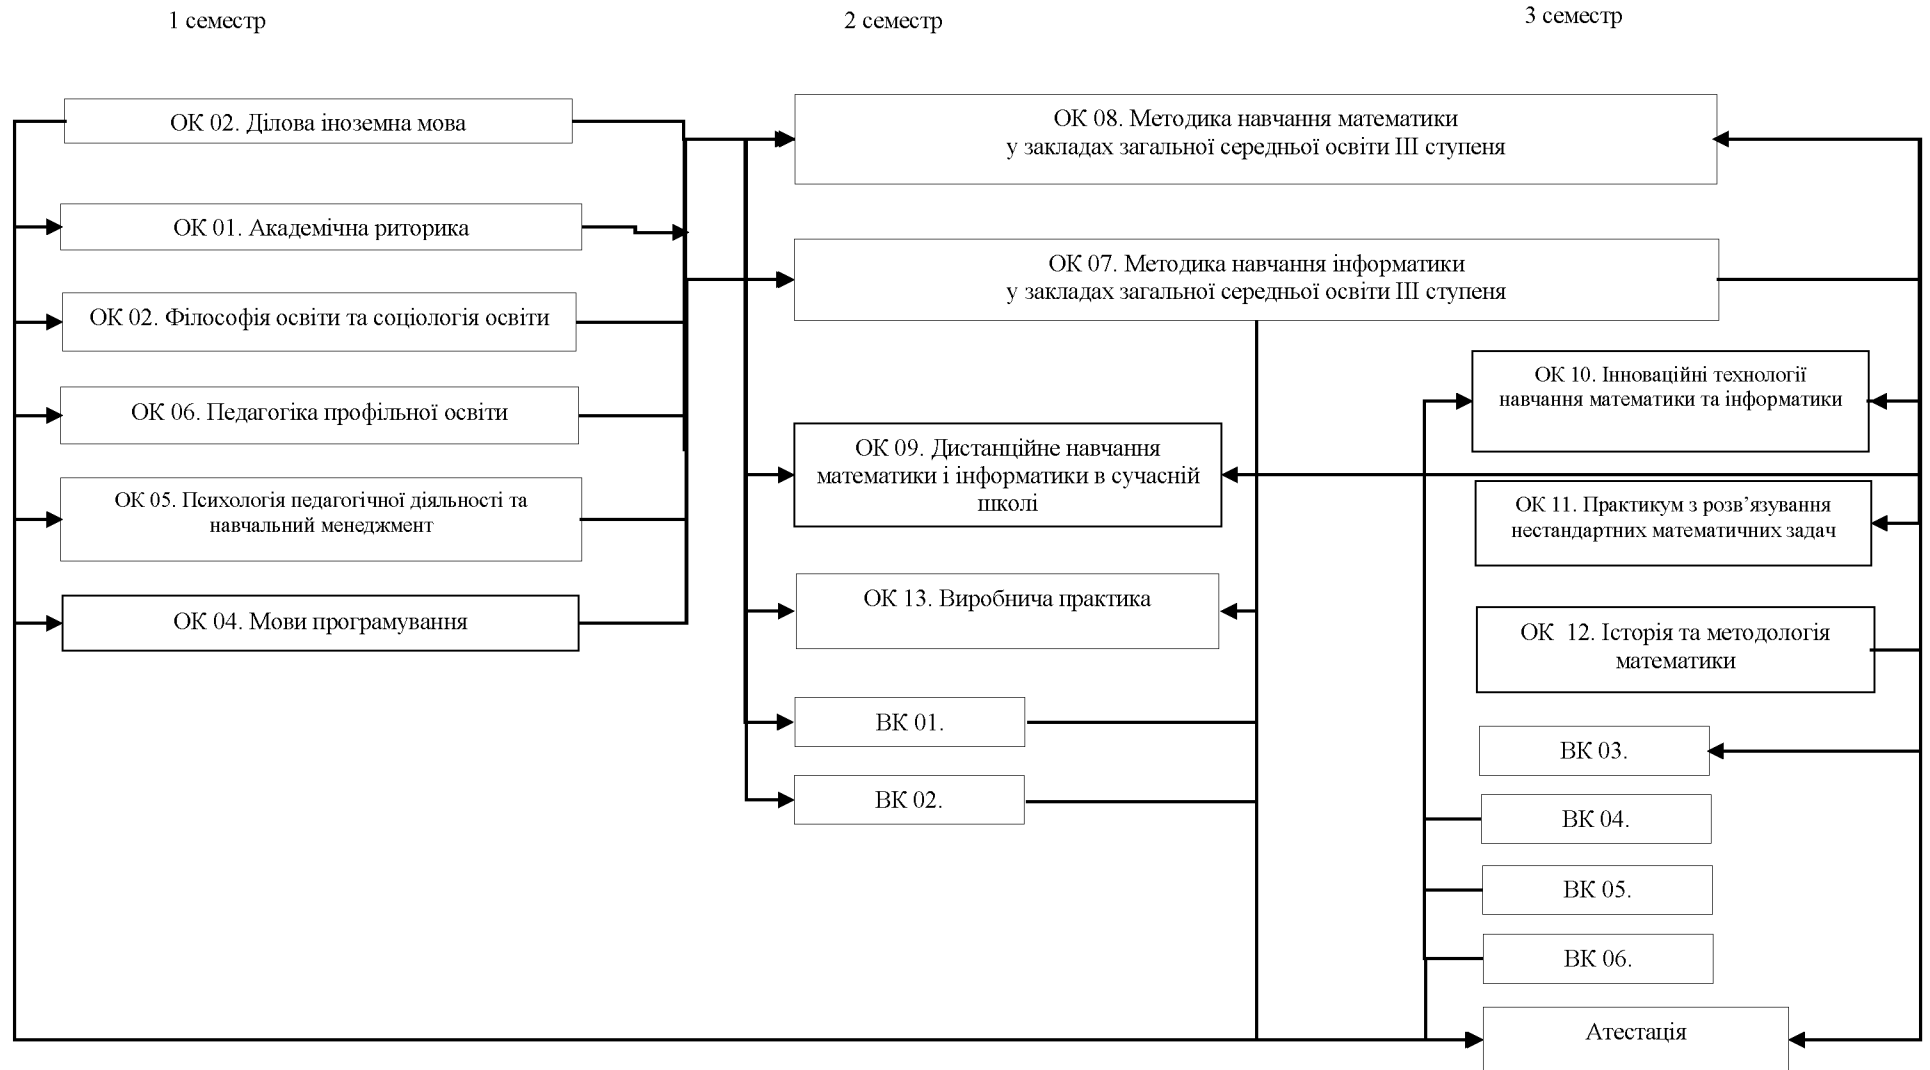 1 семестр
2 семестр
3 семестр
ОК 02. Ділова іноземна мова
ОК 01. Академічна риторика
ОК 02. Філософія освіти та соціологія освіти
ОК 06. Педагогіка профільної освіти
ОК 05. Психологія педагогічної діяльності та
навчальний менеджмент
ОК 04. Мови програмування
ОК 08. Методика навчання математики
у закладах загальної середньої освіти ІІІ ступеня
ОК 07. Методика навчання інформатики
у закладах загальної середньої освіти ІІІ ступеня
ОК 09. Дистанційне навчання
математики і інформатики в сучасній
школі
ОК 13. Виробнича практика
ВК 01.
ВК 02.
ОК 10. Інноваційні технології
навчання математики та інформатики
ОК 11. Практикум з розв’язування
нестандартних математичних задач
ОК 12. Історія та методологія
математики
ВК 03.
ВК 04.
ВК 05.
ВК 06.
Атестація